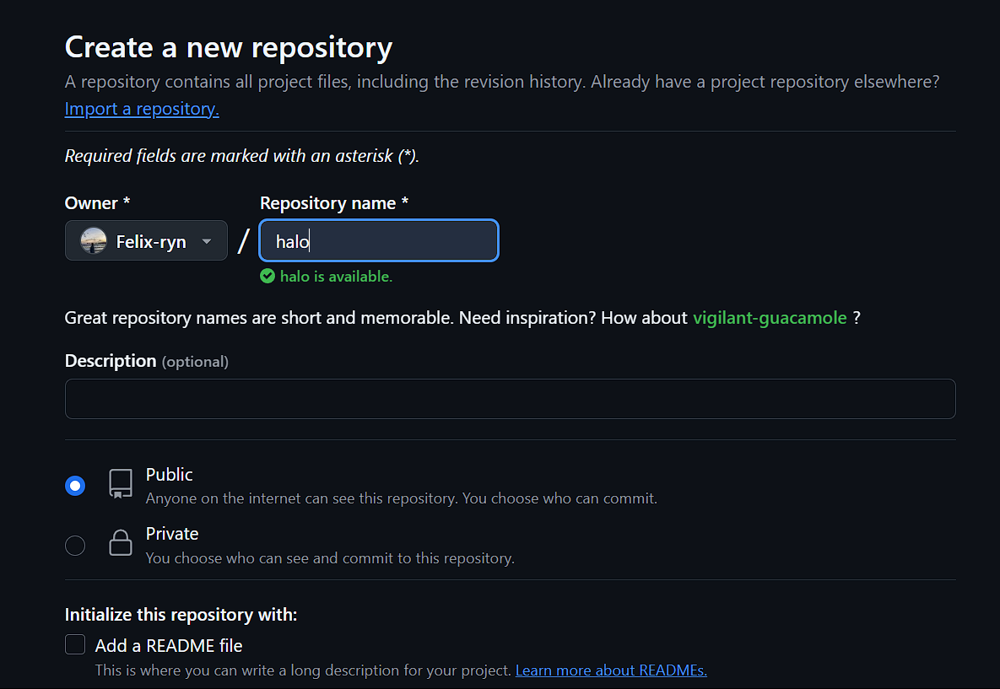 Create a new repository
A repository contains all project files, including the revision history. Already have a project repository elsewhere?
Import a repository.
Required fields are marked with an asterisk (*).
Owner *
Repository name *
Felix-ryn
/
halo
halo is available.
Great repository names are short and memorable. Need inspiration? How about vigilant-guacamole ?
Description (optional)
Public
Anyone on the internet can see this repository. You choose who can commit.
Private
You choose who can see and commit to this repository.
Initialize this repository with:
Add a README file
This is where you can write a long description for your project. Learn more about READMEs.